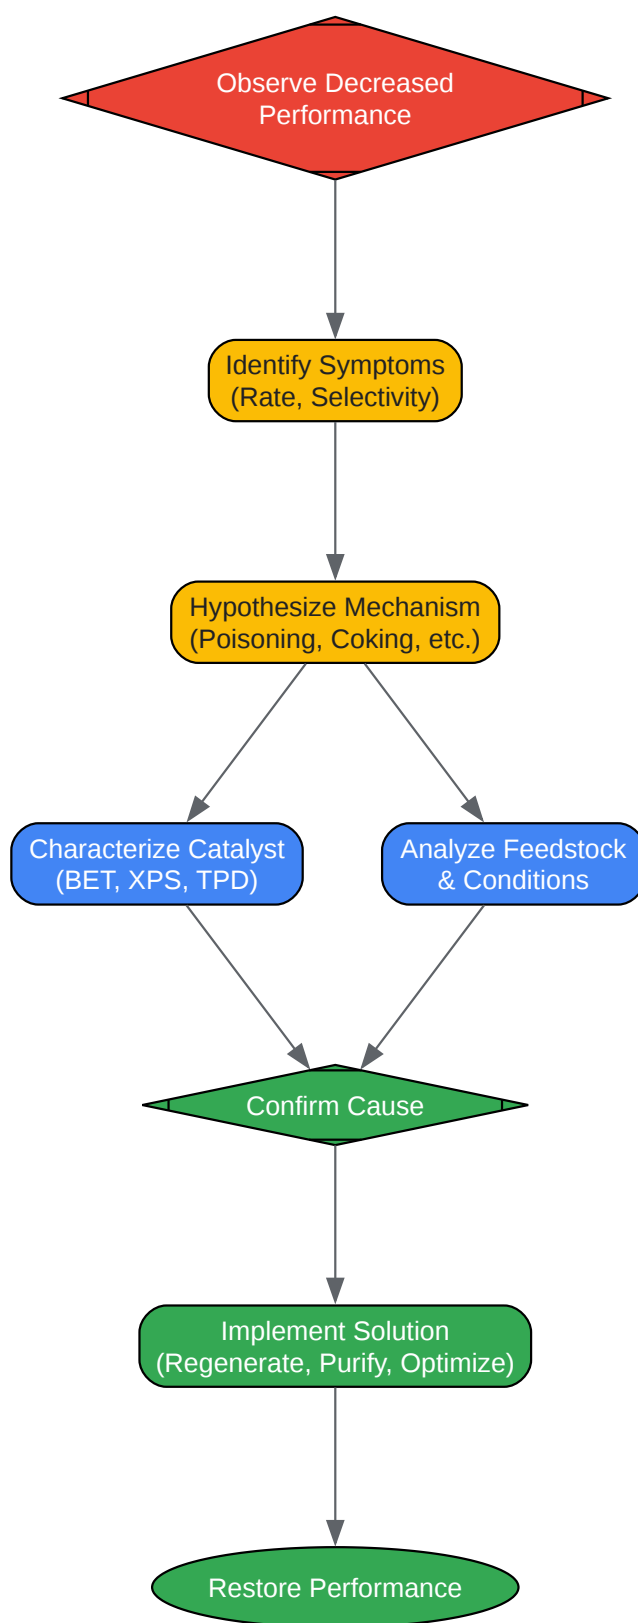 Observe Decreased
Performance
Identify Symptoms
(Rate, Selectivity)
Hypothesize Mechanism
(Poisoning, Coking, etc.)
Characterize Catalyst
(BET, XPS, TPD)
Analyze Feedstock
& Conditions
Confirm Cause
Implement Solution
(Regenerate, Purify, Optimize)
Restore Performance